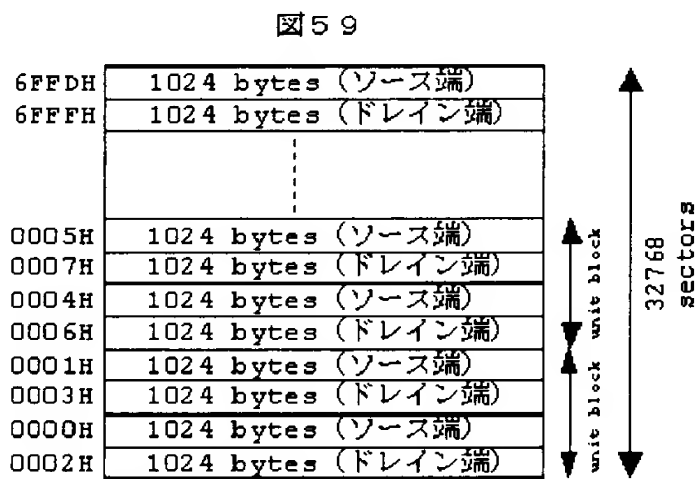 図59
6FFDH 1024 bytes (ソース端)
6FFFH 1024 bytes (ドレイン端)
0005H 1024 bytes (ソース端)
0007H 1024 bytes (ドレイン端)
0004H 1024 bytes (ソース端)
0006H 1024 bytes (ドレイン端)
0001H 1024 bytes (ソース端)
0003H 1024 bytes (ドレイン端)
0000H 1024 bytes (ソース端)
0002H 1024 bytes (ドレイン端)
unit block
unit block
32768
sectors